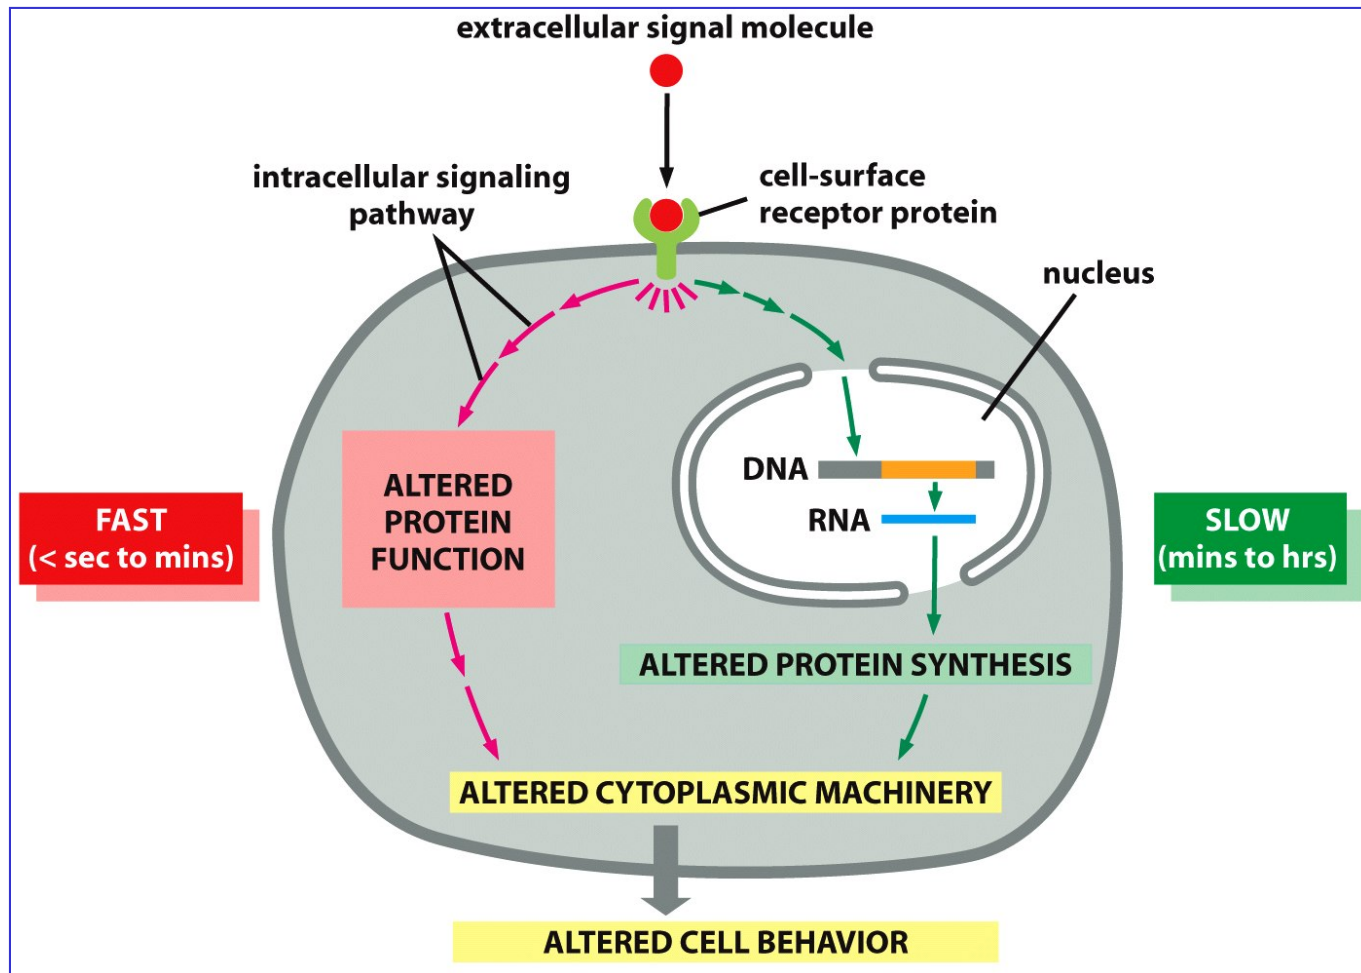 extracellular signal molecule
intracellular signaling
pathway
cell-surface
receptor protein
nucleus
DNA
RNA
ALTERED
PROTEIN
FUNCTION
FAST
(< sec to mins)
SLOW
(mins to hrs)
ALTERED PROTEIN SYNTHESIS
ALTERED CYTOPLASMIC MACHINERY
ALTERED CELL BEHAVIOR